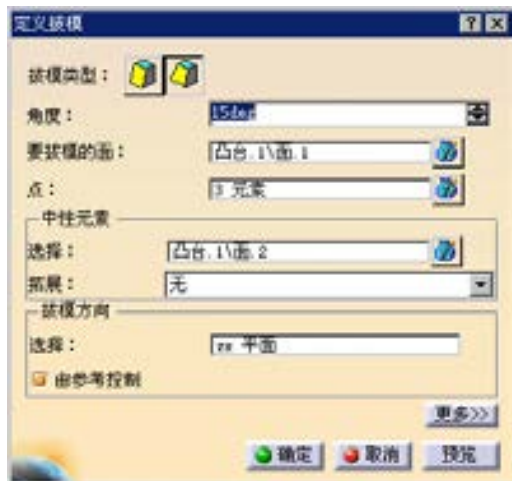 定义拔模
拔模类型：
角度： 15deg
要拔模的面： 凸台.1\面.1
点： 3 元素
中性元素
选择： 凸台.1\面.2
拓展： 无
拔模方向
选择： 平面
由参考控制
更多>>
确定 取消 预览